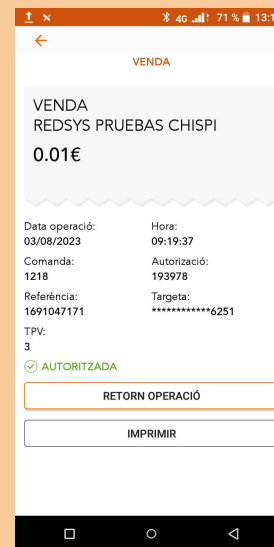 4G 71 % 13:1
VENDA
VENDA
REDSYS PRUEBAS CHISPI
0.01€
Data operació: Hora:
03/08/2023 09:19:37
Comanda: Autorizació:
1218 193978
Referència: Targeta:
1691047171 ************6251
TPV:
3
AUTORITZADA
RETORN OPERACIÓ
IMPRIMIR